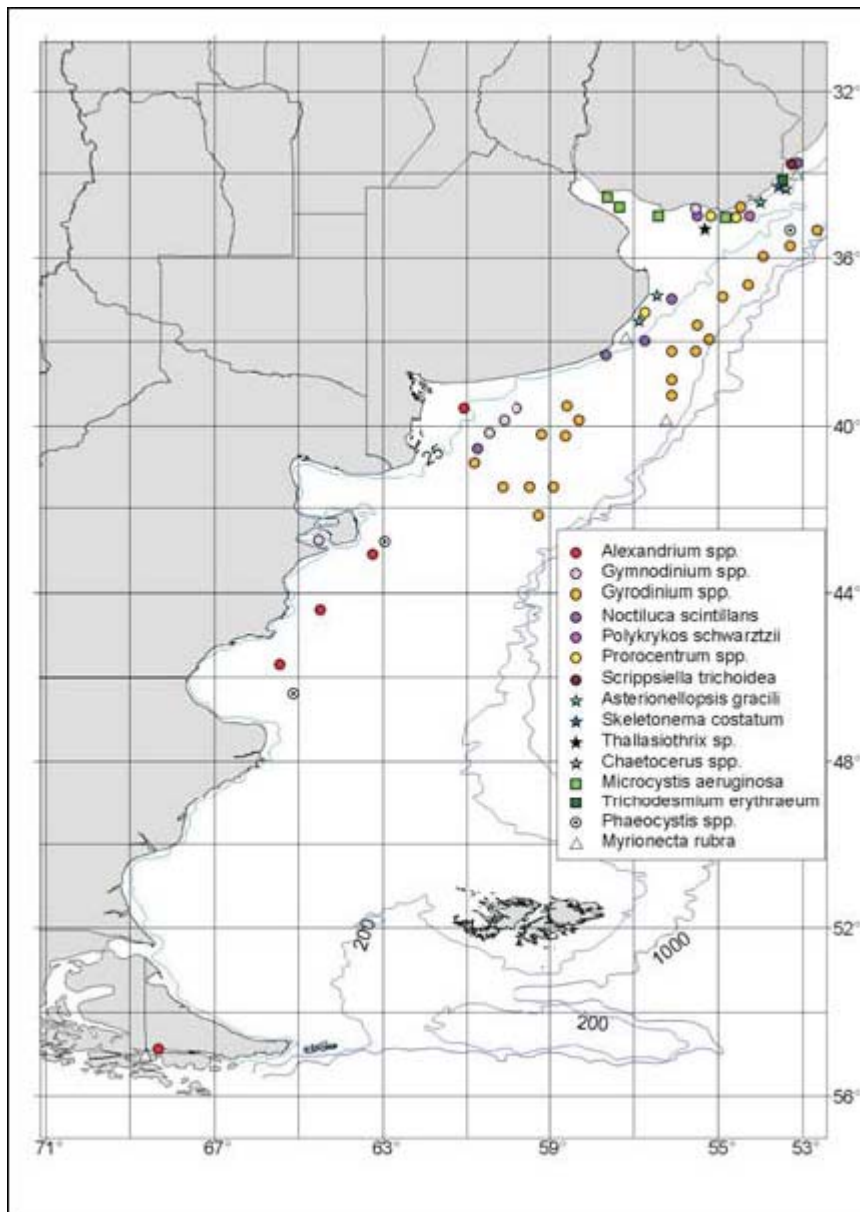 32°
36°
40°
25
Alexandrium spp.
Gymnodinium spp.
Gyrodinium spp.
44°
Noctiluca scintillans
Polykrykos schwartzii
Prorocentrum spp.
Scrippsiella trichoidea
Asterionellopsis gracili
Skeletonema costatum
Thallasiothrix sp.
48°
Chaetocerus spp.
Microcystis aeruginosa
Trichodesmium erythraeum
Phaeocystis spp.
Myrionecta rubra
200
1000
52°
200
56°
71° 67° 63° 59° 55° 53°